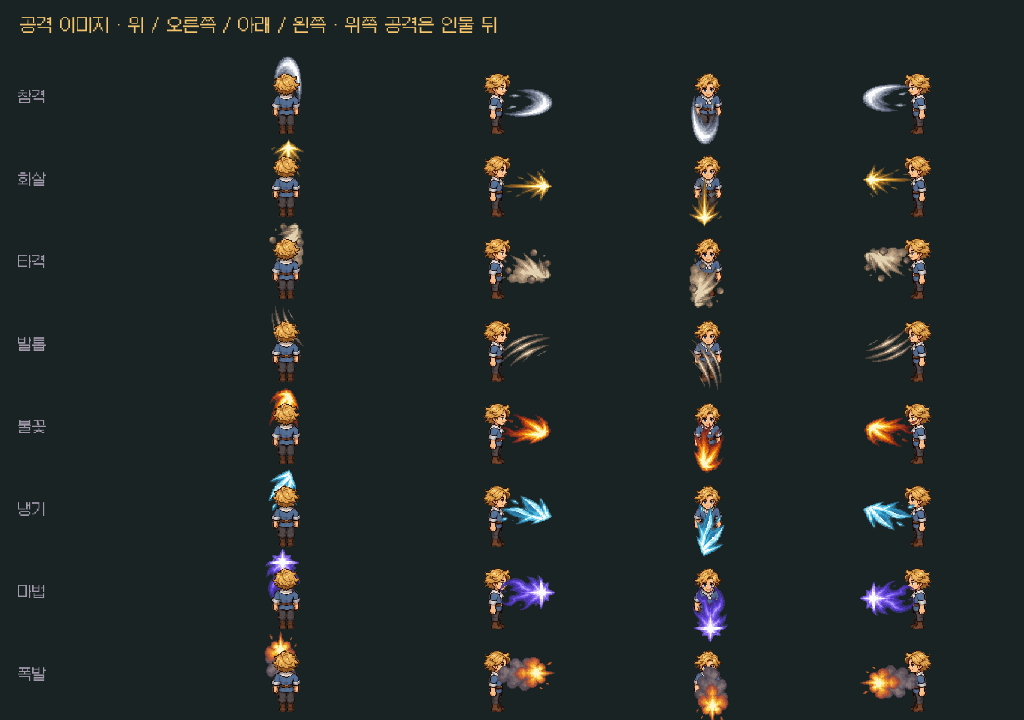 공격 이미지 · 위 / 오른쪽 / 아래 / 왼쪽 · 위쪽 공격은 인물 뒤
참격
화살
타격
발톱
불꽃
냉기
마법
폭발